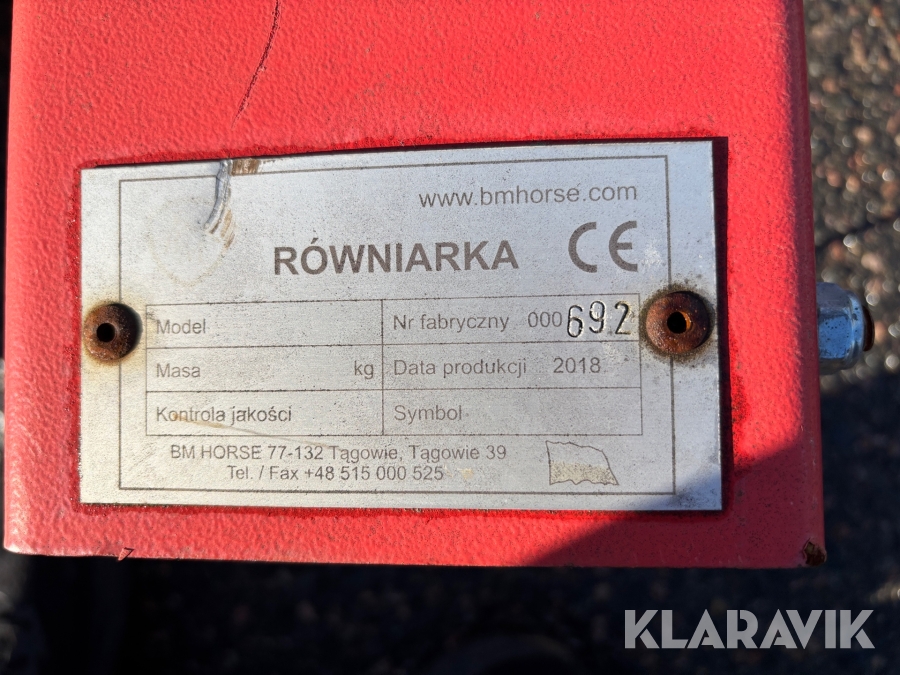 www.bmhorse.com
RÓWNIARKA CE
Model Nr fabryczny 000692
Masa kg Data produkcji 2018
Kontrola jakości Symbol
BM HORSE 77-132 Tągowie, Tągowie 39
Tel. / Fax +48 515 000 525
KLARAVIK